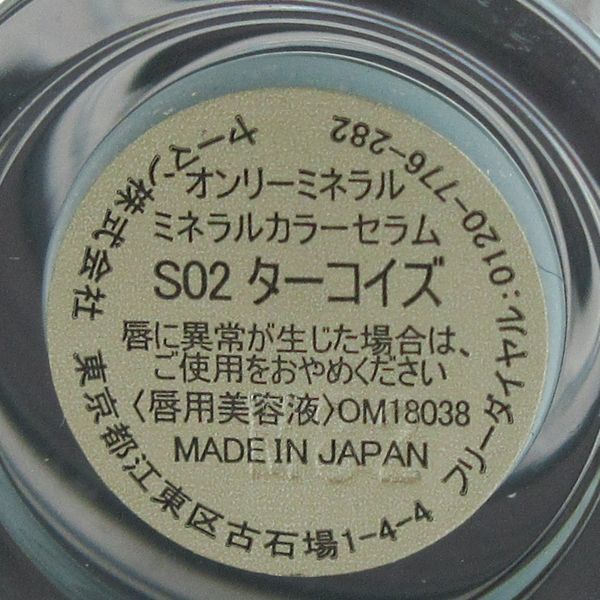 オンリーミネラル
ミネラルカラーセラム
S02 ターコイズ
唇に異常が生じた場合は、
ご使用をおやめください
〈唇用美容液〉OM18038
MADE IN JAPAN
ヤーマン株式会社 東京都江東区古石場1-4-4 フリーダイヤル:0120-776-282